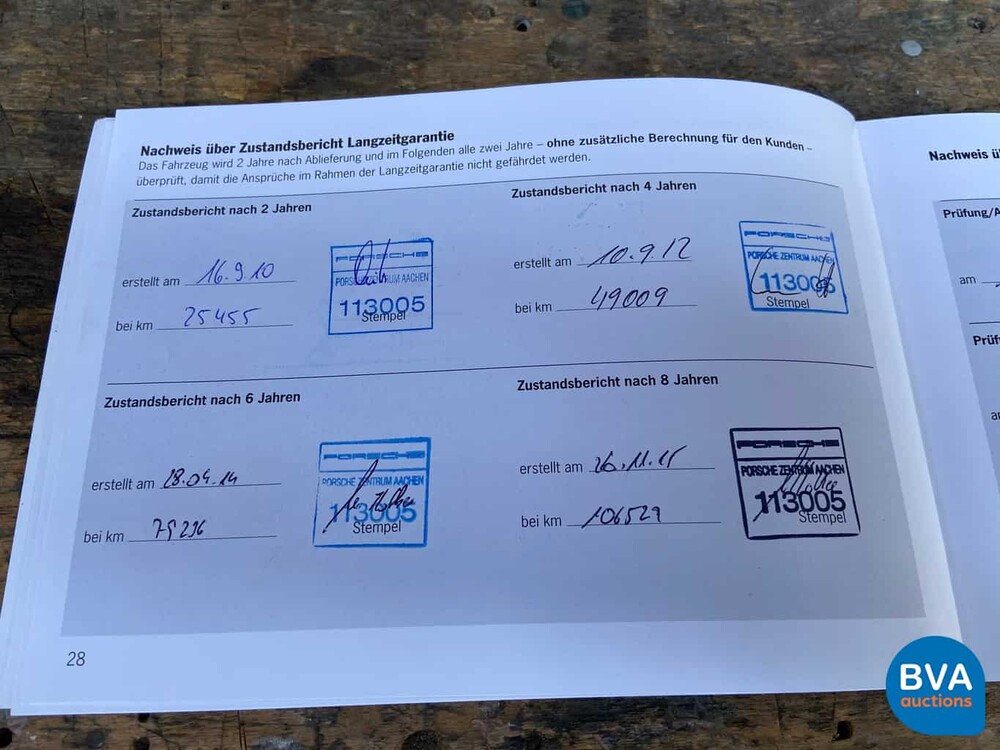 Nachweis über Zustandsbericht Langzeitgarantie
Das Fahrzeug wird 2 Jahre nach Ablieferung und im Folgenden alle zwei Jahre – ohne zusätzliche Berechnung für den Kunden –
überprüft, damit die Ansprüche im Rahmen der Langzeitgarantie nicht gefährdet werden.
Zustandsbericht nach 2 Jahren
erstellt am 16.9.10
bei km 25455
PORSCHE
PORSCHE ZENTRUM AACHEN
113005
Stempel
Zustandsbericht nach 4 Jahren
erstellt am 10.9.12
bei km 49009
PORSCHE
PORSCHE ZENTRUM AACHEN
113005
Stempel
Zustandsbericht nach 6 Jahren
erstellt am 28.04.14
bei km 75296
PORSCHE
PORSCHE ZENTRUM AACHEN
113005
Stempel
Zustandsbericht nach 8 Jahren
erstellt am 26.11.15
bei km 106529
PORSCHE
PORSCHE ZENTRUM AACHEN
113005
Stempel
28
Nachweis ü
Prüfung/A
am
Prüf
BVA
auctions